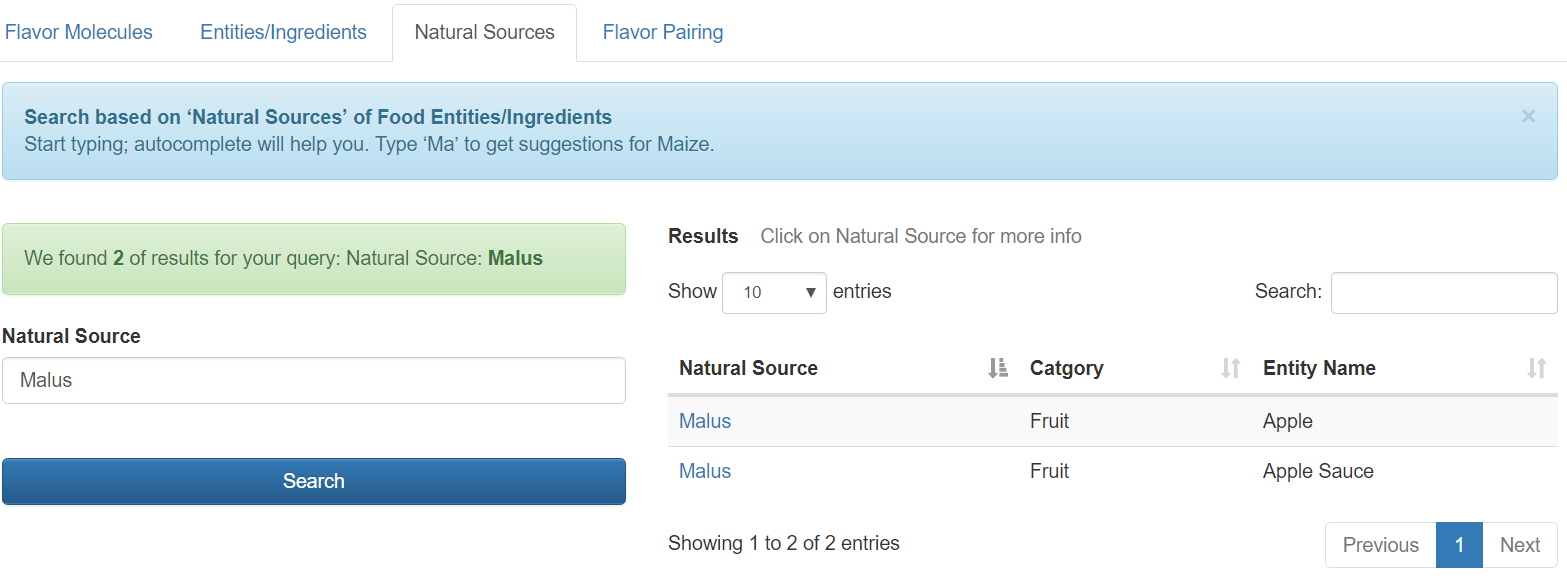 Flavor Molecules Entities/Ingredients Natural Sources Flavor Pairing
Search based on ‘Natural Sources’ of Food Entities/Ingredients
×
Start typing; autocomplete will help you. Type ‘Ma’ to get suggestions for Maize.
We found 2 of results for your query: Natural Source: Malus
Natural Source
Malus
Search
Results Click on Natural Source for more info
Show 10 entries Search:
Natural Source Catgory Entity Name
Malus Fruit Apple
Malus Fruit Apple Sauce
Showing 1 to 2 of 2 entries
Previous 1 Next